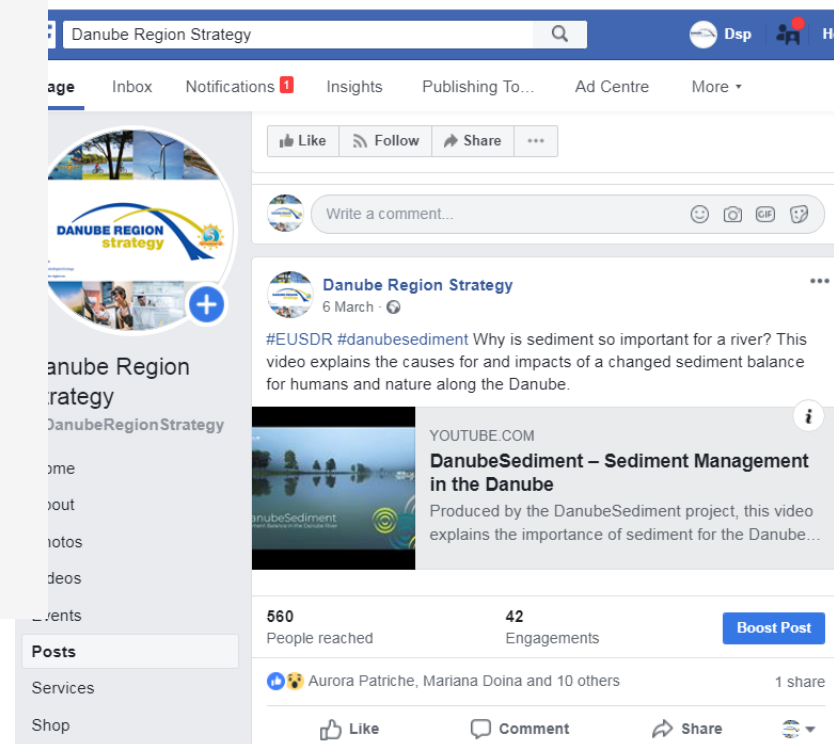 Danube Region Strategy
Dsp
age
Inbox
Notifications 1
Insights
Publishing To...
Ad Centre
More
Like
Follow
Share
Write a comment...
GIF
DANUBE REGION
strategy
Danube Region Strategy
6 March ·
#EUSDR #danubesediment Why is sediment so important for a river? This
video explains the causes for and impacts of a changed sediment balance
for humans and nature along the Danube.
anube Region
trategy
DanubeRegionStrategy
YOUTUBE.COM
DanubeSediment – Sediment Management
in the Danube
Produced by the DanubeSediment project, this video
explains the importance of sediment for the Danube...
anubeSediment
ome
out
hotos
deos
Events
Posts
Services
Shop
560
People reached
42
Engagements
Boost Post
Aurora Patriche, Mariana Doina and 10 others
1 share
Like
Comment
Share